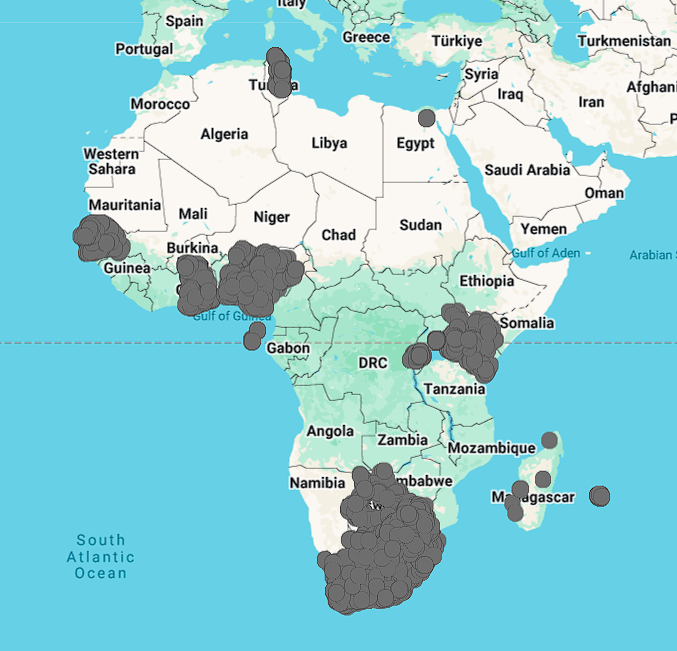 Italy
Spain
Portugal
Greece
Türkiye
Turkmenistan
Syria
Iraq
Iran
Afghani
P
Tu a
Morocco
Algeria
Libya
Egypt
Western
Sahara
Saudi Arabia
Oman
Mauritania
Mali
Niger
Chad
Sudan
Yemen
Burkina
Gulf of Aden
Arabian S
Guinea
Ethiopia
Gulf of Guinea
Somalia
Gabon
DRC
Tanzania
Angola
Zambia
Mozambique
Namibia
mbabwe
M agascar
South
Atlantic
Ocean